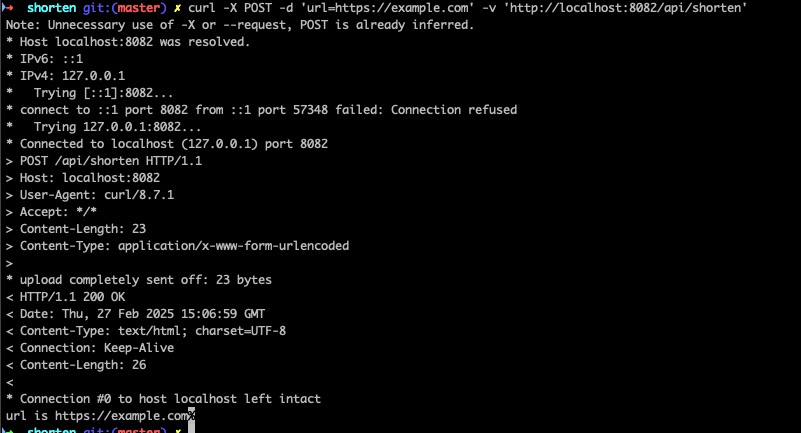 ➜ shorten git:(master) ✗ curl -X POST -d 'url=https://example.com' -v 'http://localhost:8082/api/shorten'
Note: Unnecessary use of -X or --request, POST is already inferred.
* Host localhost:8082 was resolved.
* IPv6: ::1
* IPv4: 127.0.0.1
*   Trying [::1]:8082...
* connect to ::1 port 8082 from ::1 port 57348 failed: Connection refused
*   Trying 127.0.0.1:8082...
* Connected to localhost (127.0.0.1) port 8082
> POST /api/shorten HTTP/1.1
> Host: localhost:8082
> User-Agent: curl/8.7.1
> Accept: */*
> Content-Length: 23
> Content-Type: application/x-www-form-urlencoded
>
* upload completely sent off: 23 bytes
< HTTP/1.1 200 OK
< Date: Thu, 27 Feb 2025 15:06:59 GMT
< Content-Type: text/html; charset=UTF-8
< Connection: Keep-Alive
< Content-Length: 26
<
* Connection #0 to host localhost left intact
url is https://example.com%
➜ shorten git:(master) ✗